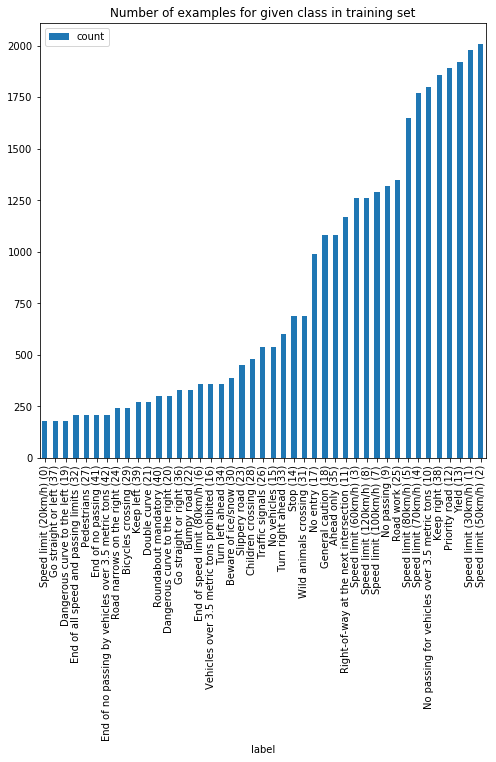 Number of examples for given class in training set
count
2000
1750
1500
1250
1000
750
500
250
0
Speed limit (20km/h) (0)
Go straight or left (37)
Dangerous curve to the left (19)
End of all speed and passing limits (32)
Pedestrians (27)
End of no passing (41)
End of no passing by vehicles over 3.5 metric tons (42)
Road narrows on the right (24)
Bicycles crossing (29)
Keep left (39)
Double curve (21)
Roundabout mandatory (40)
Dangerous curve to the right (20)
Go straight or right (36)
Bumpy road (22)
End of speed limit (80km/h) (6)
Vehicles over 3.5 metric tons prohibited (16)
Turn left ahead (34)
Beware of ice/snow (30)
Slippery road (23)
Children crossing (28)
Traffic signals (26)
No vehicles (15)
Turn right ahead (33)
Stop (14)
Wild animals crossing (31)
No entry (17)
General caution (18)
Ahead only (35)
Right-of-way at the next intersection (11)
Speed limit (60km/h) (3)
Speed limit (120km/h) (8)
Speed limit (100km/h) (7)
No passing (9)
Road work (25)
Speed limit (80km/h) (5)
Speed limit (70km/h) (4)
No passing for vehicles over 3.5 metric tons (10)
Keep right (38)
Priority road (12)
Yield (13)
Speed limit (30km/h) (1)
Speed limit (50km/h) (2)
label